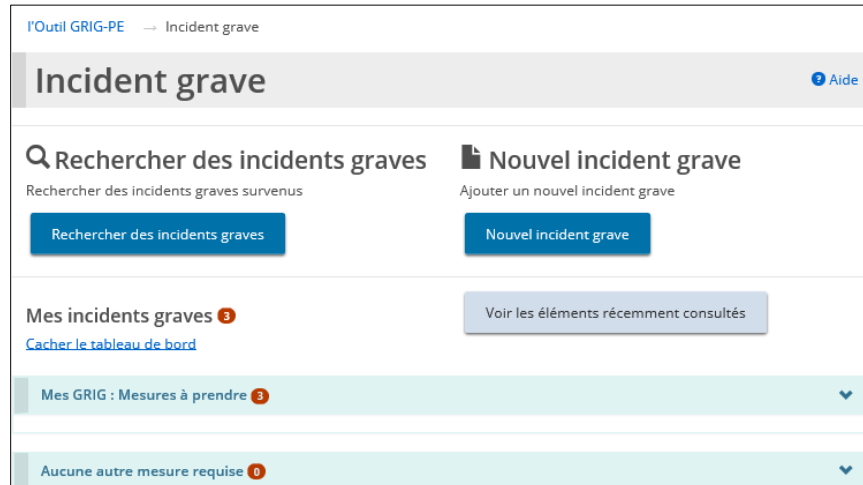 l'Outil GRIG-PE → Incident grave
Incident grave
Aide
Rechercher des incidents graves
Rechercher des incidents graves survenus
Rechercher des incidents graves
Nouvel incident grave
Ajouter un nouvel incident grave
Nouvel incident grave
Mes incidents graves 3
Cacher le tableau de bord
Voir les éléments récemment consultés
Mes GRIG : Mesures à prendre 3
Aucune autre mesure requise 0